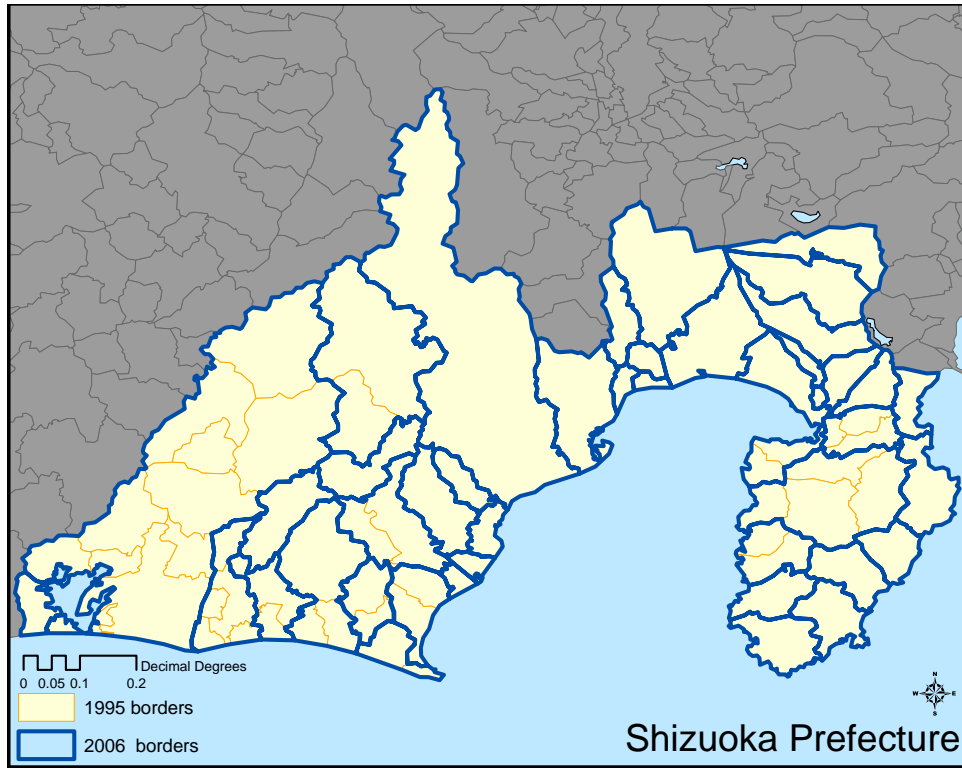 Decimal Degrees
0 0.05 0.1 0.2
1995 borders
2006 borders
N
W E
S
Shizuoka Prefecture